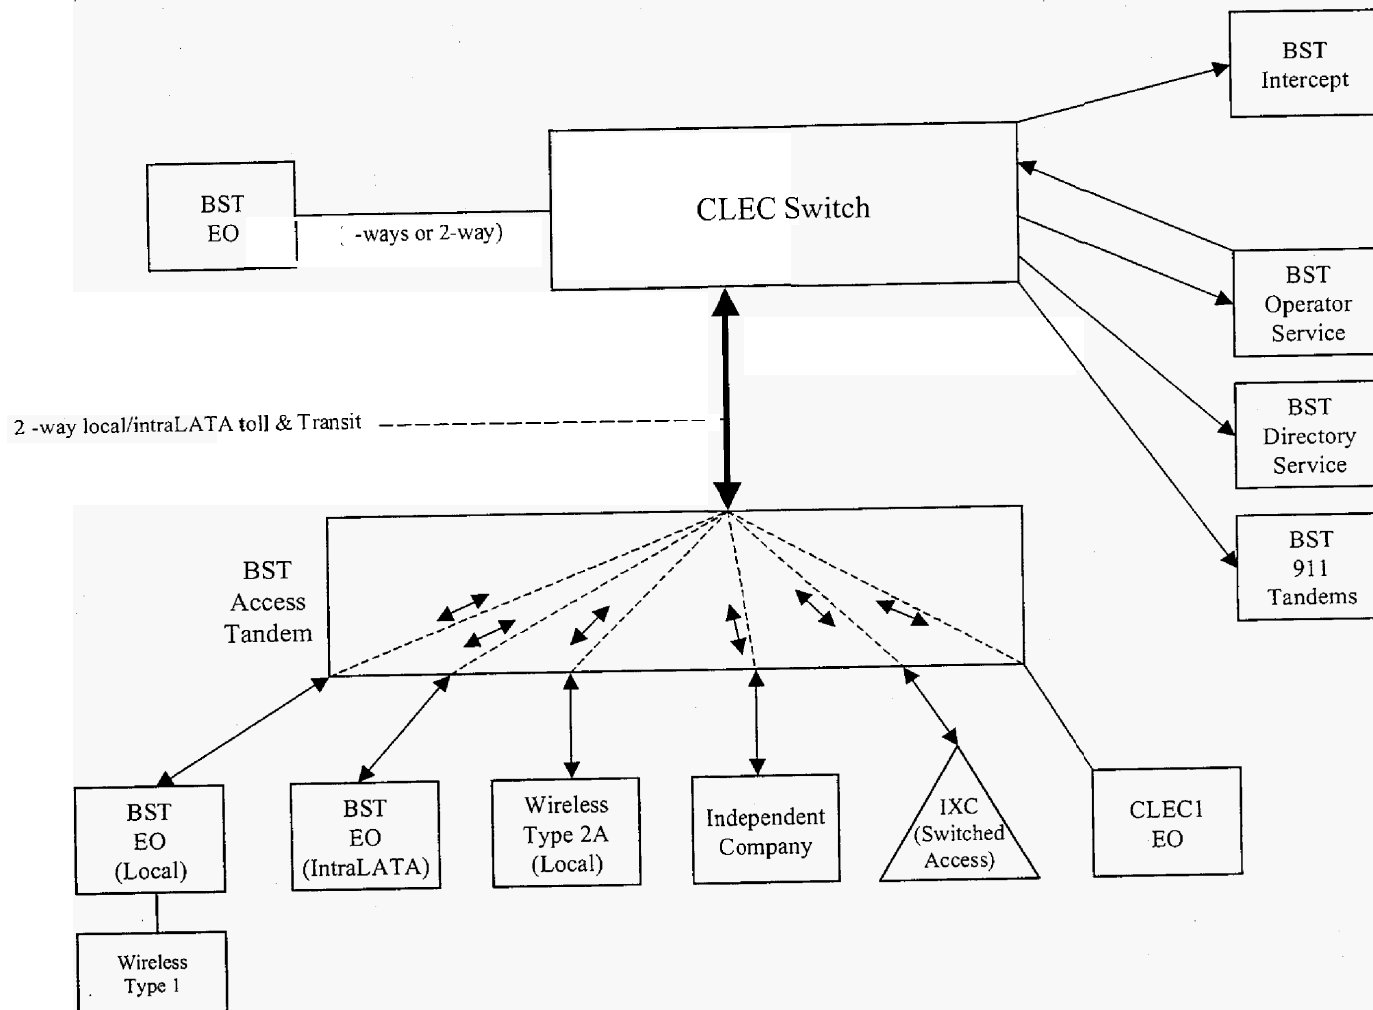 BST
Intercept
BST
EO
CLEC Switch
-ways or 2-way)
BST
Operator
Service
BST
Directory
Service
2 -way local/intraLATA toll & Transit
BST
911
Tandems
BST
Access
Tandem
BST
EO
(Local)
BST
EO
(IntraLATA)
Wireless
Type 2A
(Local)
Independent
Company
IXC
(Switched
Access)
CLEC1
EO
Wireless
Type 1